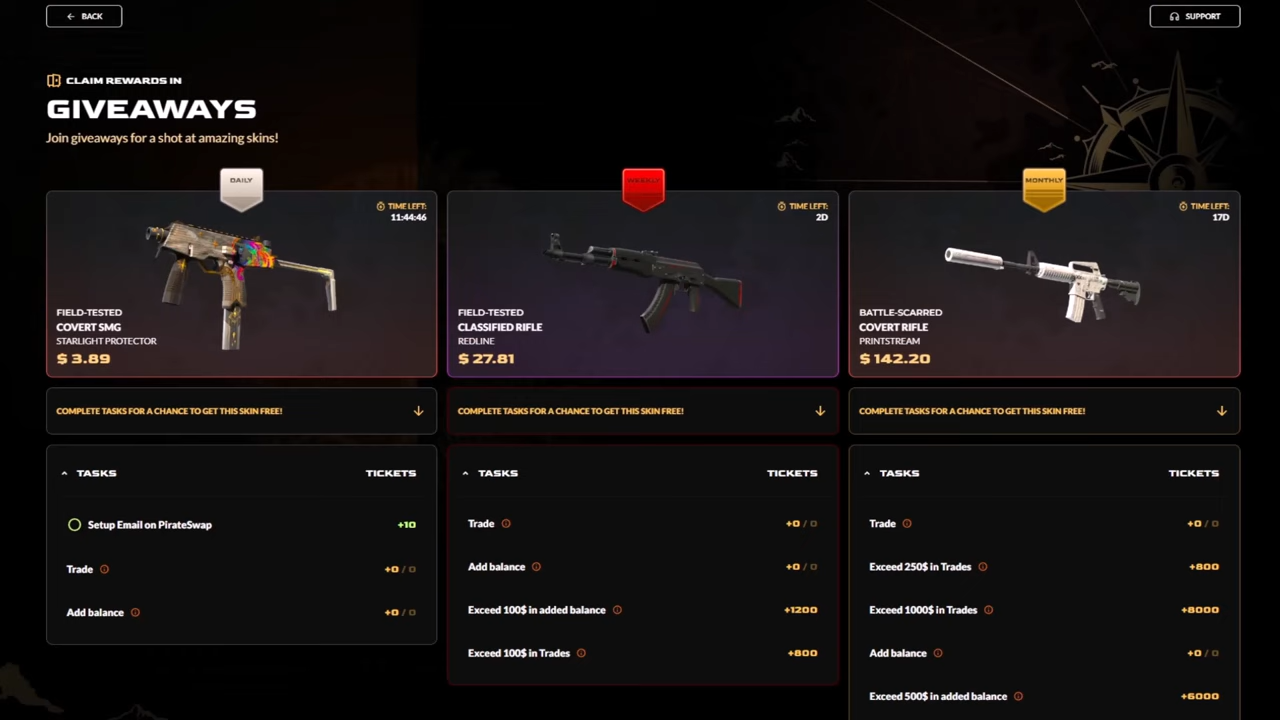 BACK
SUPPORT
CLAIM REWARDS IN
GIVEAWAYS
Join giveaways for a shot at amazing skins!
DAILY
TIME LEFT:
11:44:46
FIELD-TESTED
COVERT SMG
STARLIGHT PROTECTOR
$ 3.89
WEEKLY
TIME LEFT:
2D
FIELD-TESTED
CLASSIFIED RIFLE
REDLINE
$ 27.81
MONTHLY
TIME LEFT:
17D
BATTLE-SCARRED
COVERT RIFLE
PRINTSTREAM
$ 142.20
COMPLETE TASKS FOR A CHANCE TO GET THIS SKIN FREE!
COMPLETE TASKS FOR A CHANCE TO GET THIS SKIN FREE!
COMPLETE TASKS FOR A CHANCE TO GET THIS SKIN FREE!
TASKS TICKETS
Setup Email on PirateSwap +10
Trade +0 / 0
Add balance +0 / 0
TASKS TICKETS
Trade +0 / 0
Add balance +0 / 0
Exceed 100$ in added balance +1200
Exceed 100$ in Trades +800
TASKS TICKETS
Trade +0 / 0
Exceed 250$ in Trades +800
Exceed 1000$ in Trades +8000
Add balance +0 / 0
Exceed 500$ in added balance +6000